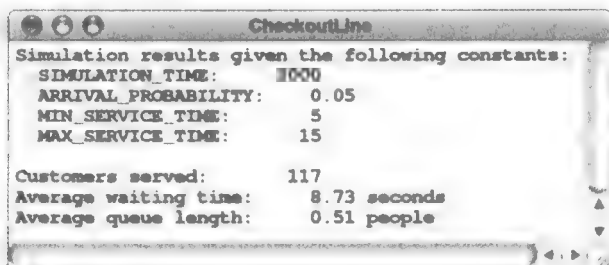 CheckoutLine
Simulation results given the following constants:
SIMULATION_TIME:
ARRIVAL_PROBABILITY: 0.05
MIN_SERVICE_TIME: 5
MAX_SERVICE_TIME: 15
Customers served: 117
Average waiting time: 8.73 seconds
Average queue length: 0.51 people